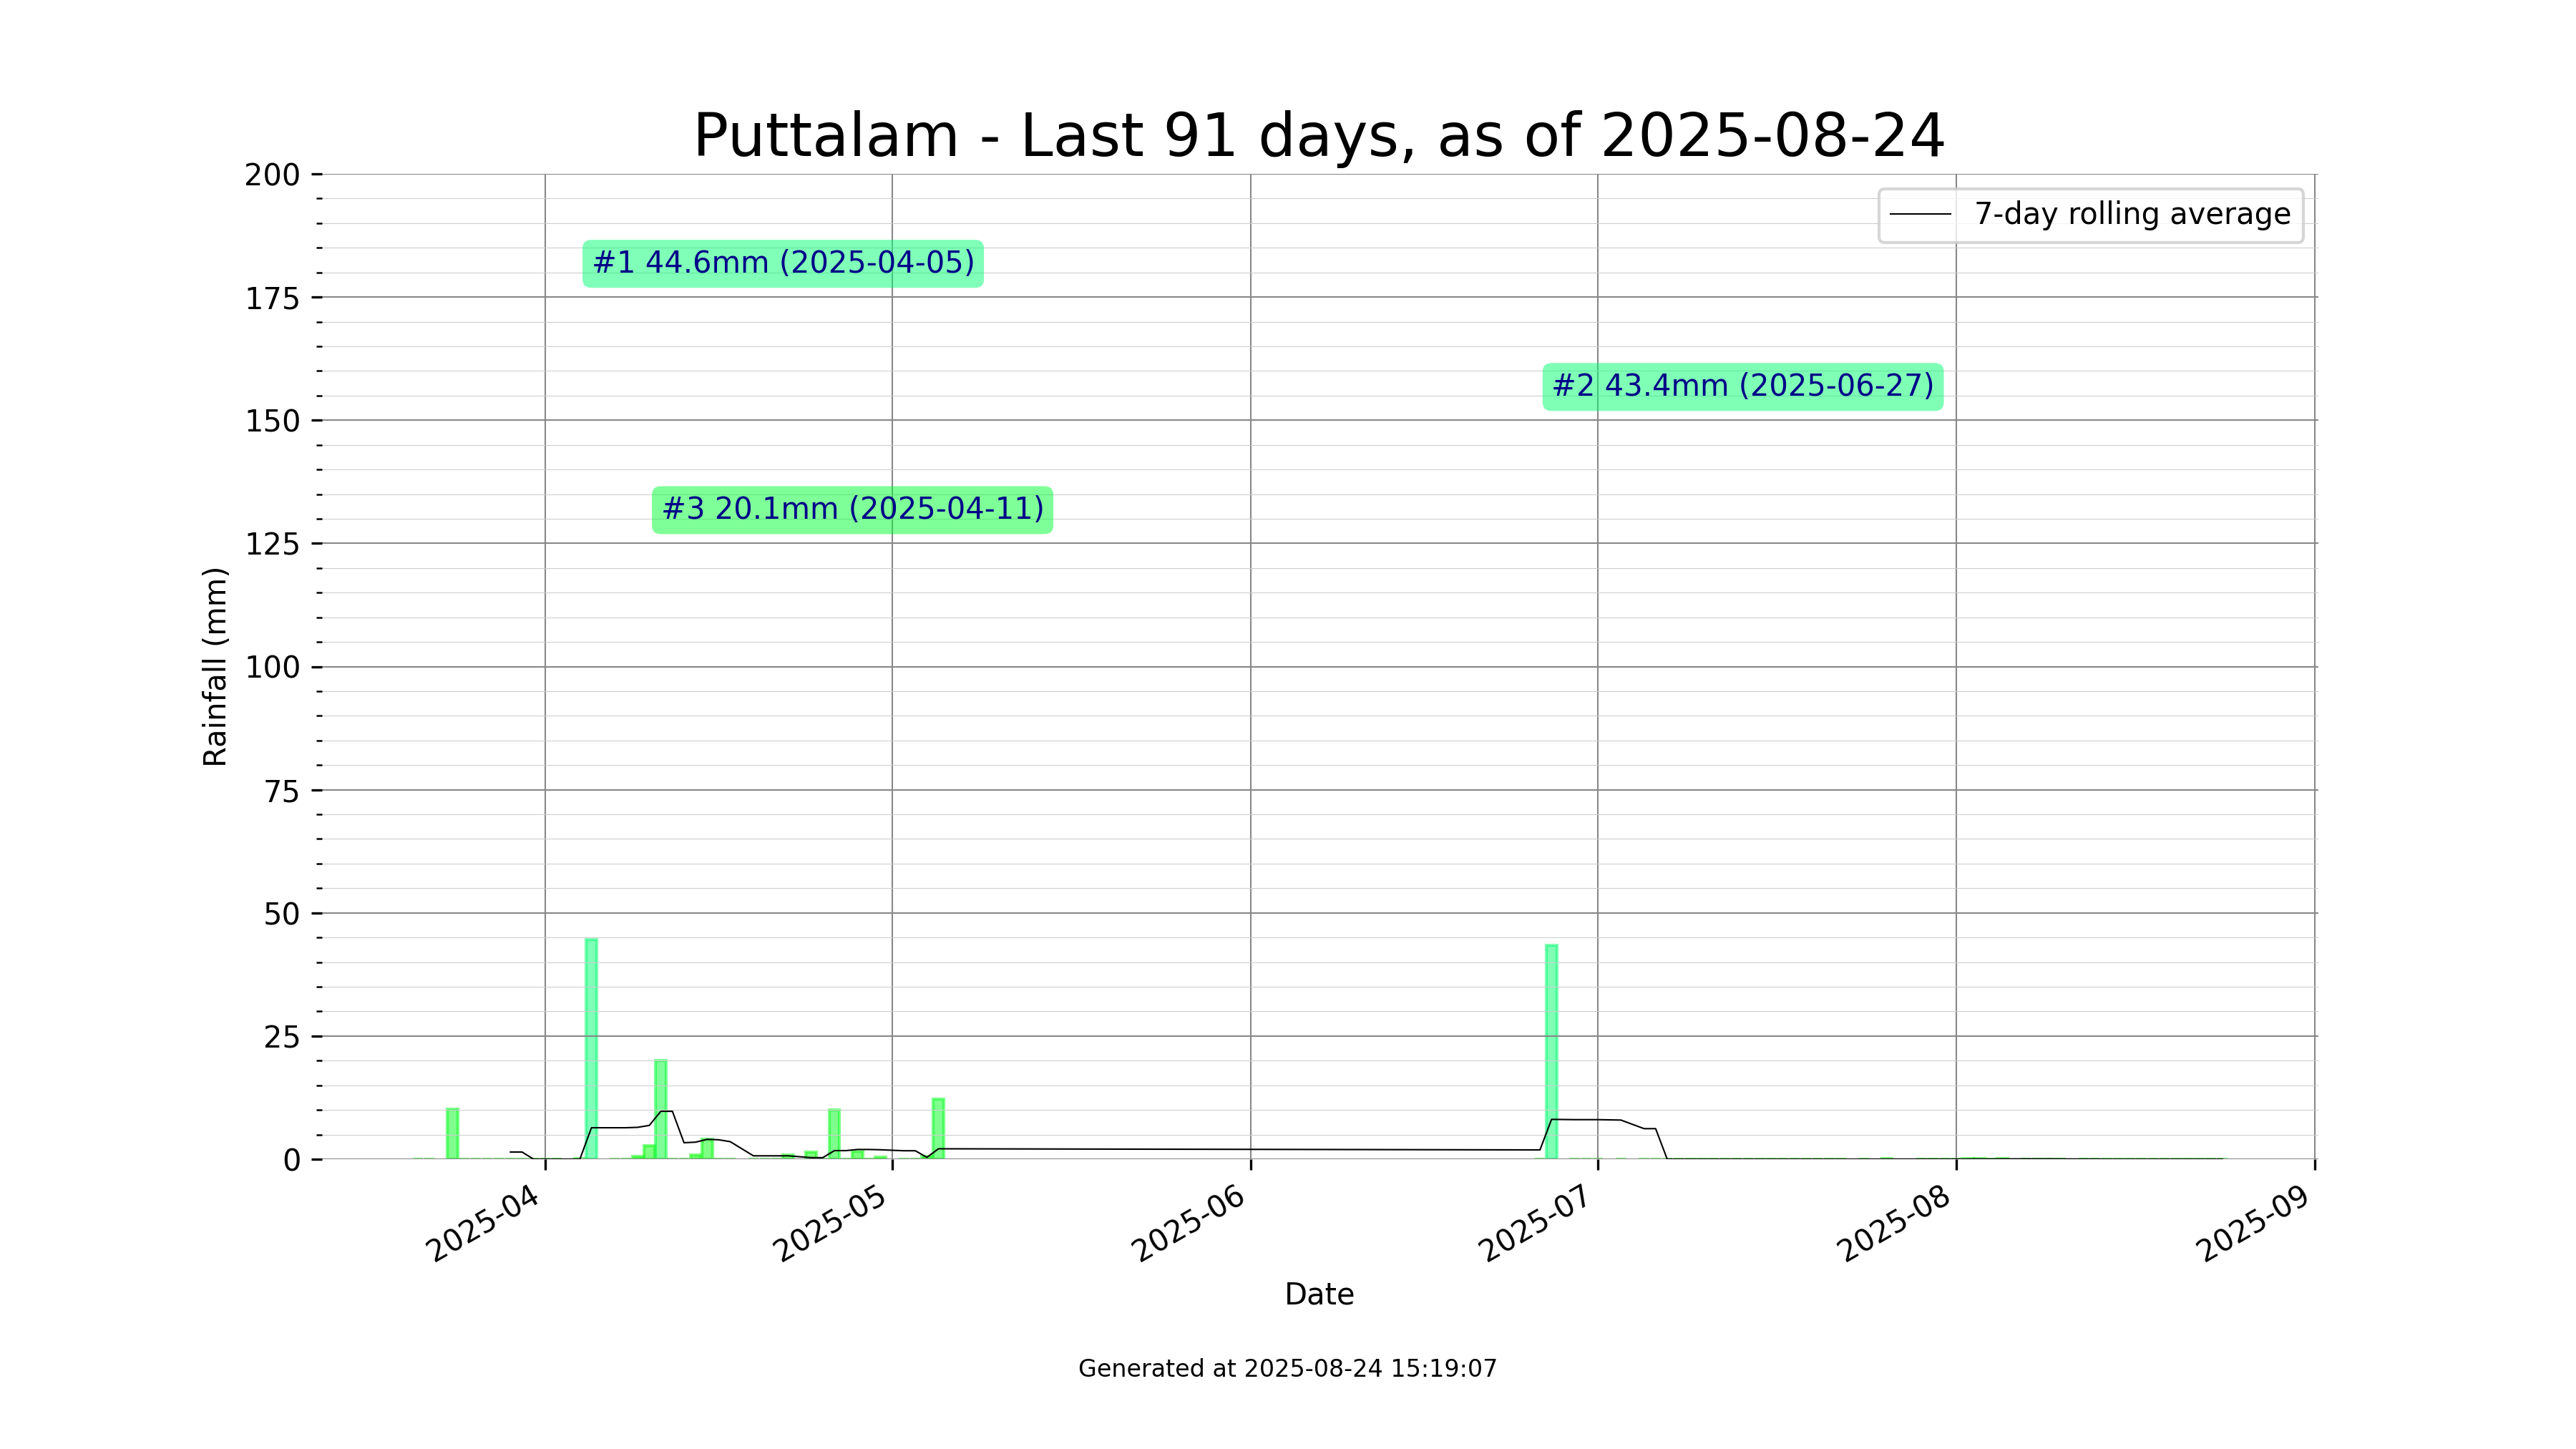 Puttalam - Last 91 days, as of 2025-08-24
200
175
150
125
100
75
50
25
0
Rainfall (mm)
7-day rolling average
#1 44.6mm (2025-04-05)
#2 43.4mm (2025-06-27)
#3 20.1mm (2025-04-11)
2025-04
2025-05
2025-06
2025-07
2025-08
2025-09
Date
Generated at 2025-08-24 15:19:07